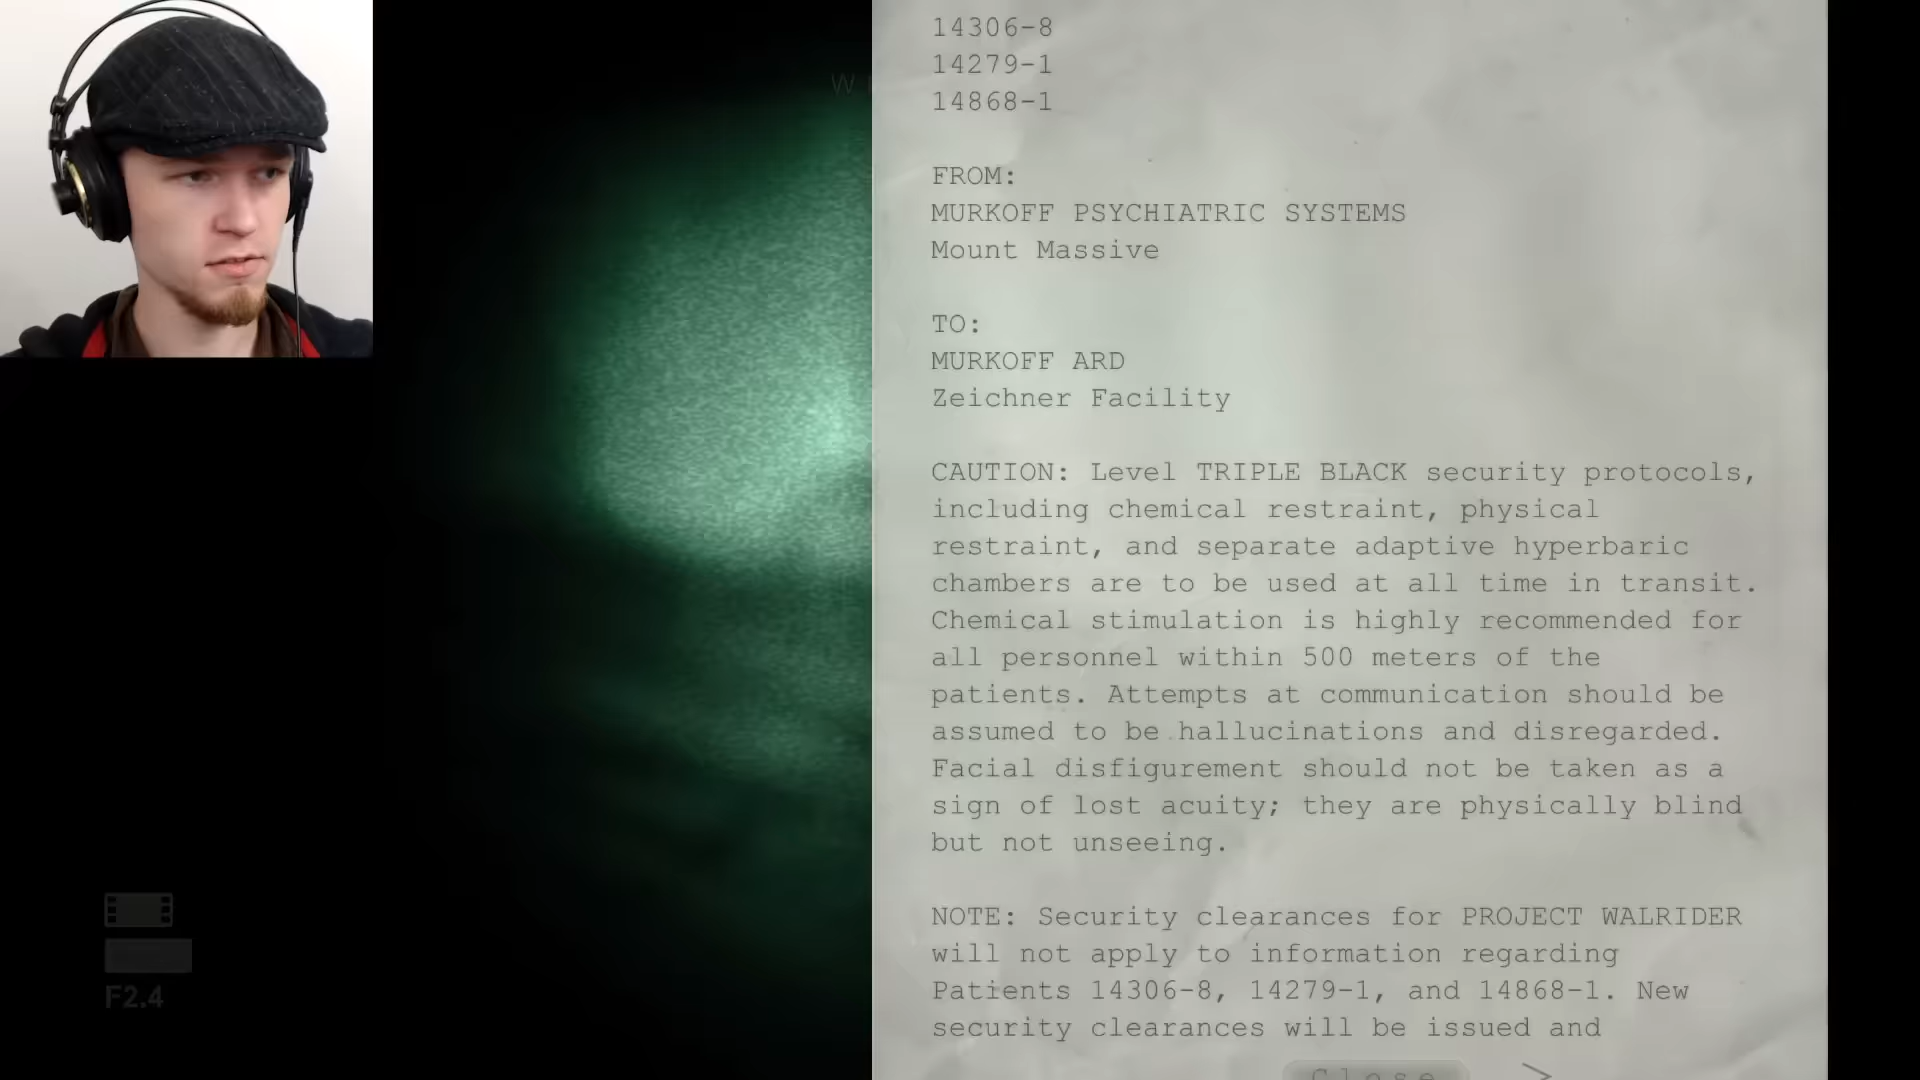 14306-8
14279-1
14868-1
FROM:
MURKOFF PSYCHIATRIC SYSTEMS
Mount Massive
TO:
MURKOFF ARD
Zeichner Facility
CAUTION: Level TRIPLE BLACK security protocols,
including chemical restraint, physical
restraint, and separate adaptive hyperbaric
chambers are to be used at all time in transit.
Chemical stimulation is highly recommended for
all personnel within 500 meters of the
patients. Attempts at communication should be
assumed to be hallucinations and disregarded.
Facial disfigurement should not be taken as a
sign of lost acuity; they are physically blind
but not unseeing.
NOTE: Security clearances for PROJECT WALRIDER
will not apply to information regarding
Patients 14306-8, 14279-1, and 14868-1. New
security clearances will be issued and
Close >
F2.4